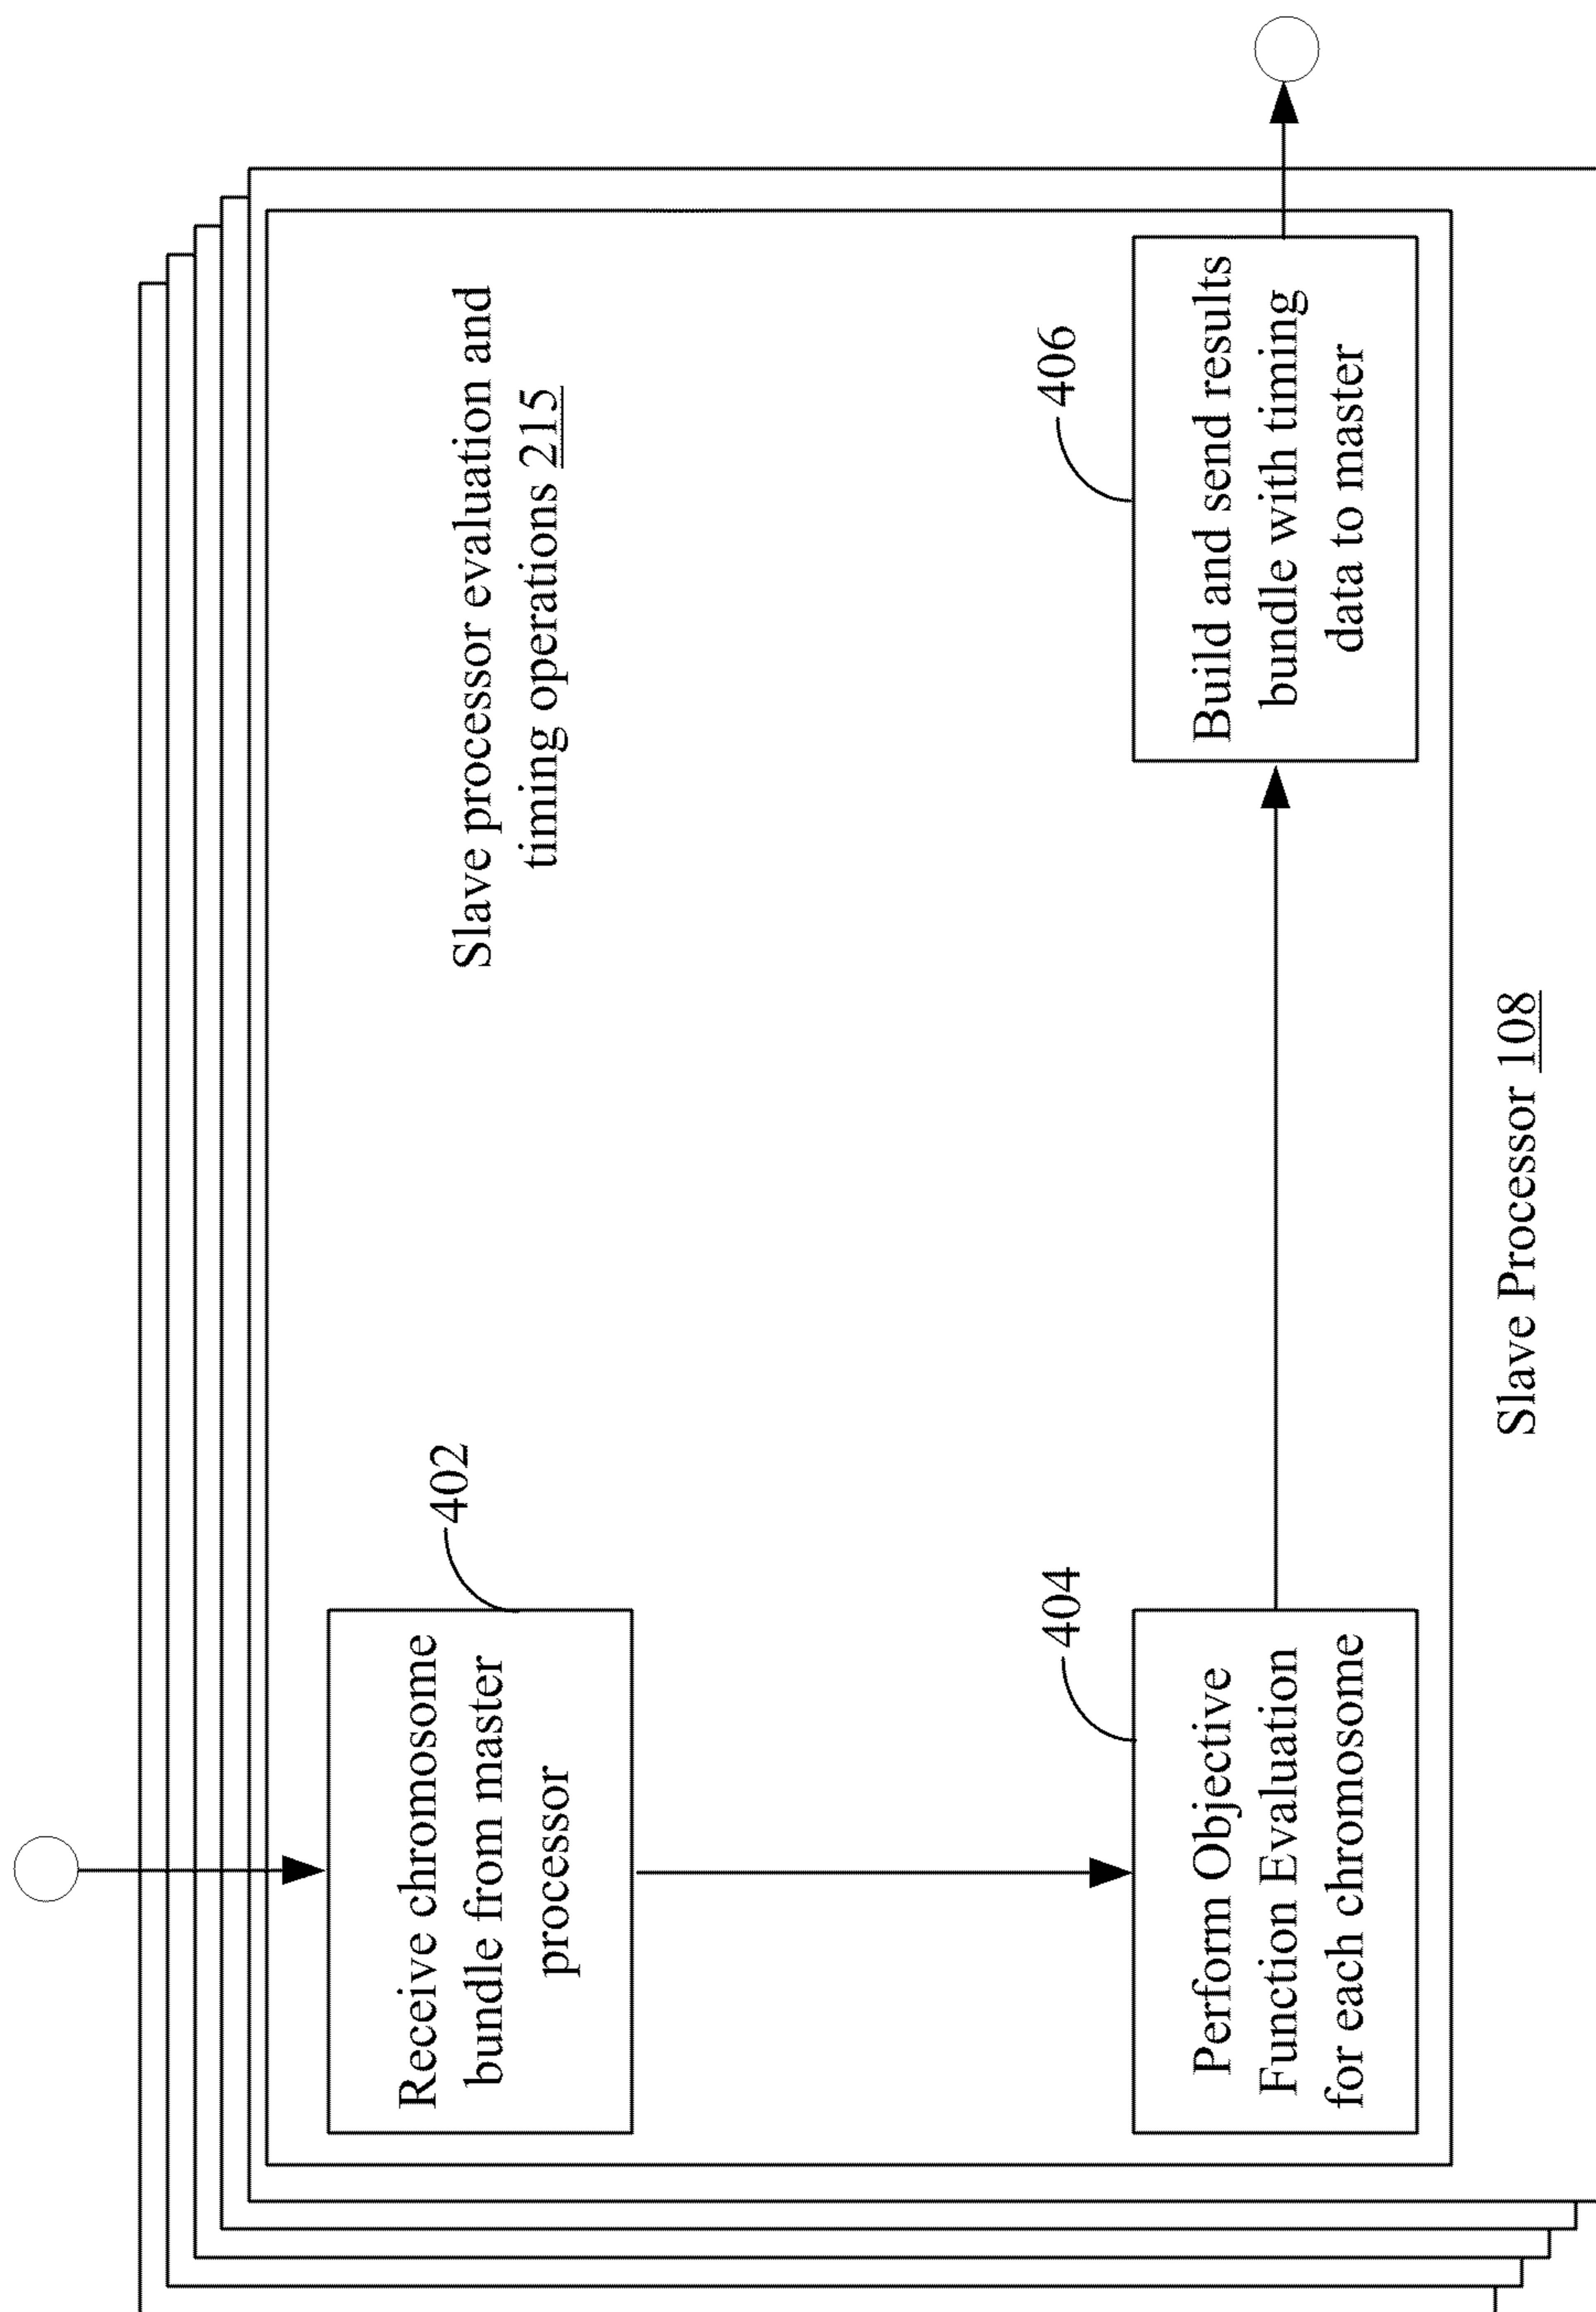 Receive chromosome
bundle from master
processor
402
Slave processor evaluation and
timing operations 215
Perform Objective
Function Evaluation
for each chromosome
404
Build and send results
bundle with timing
data to master
406
Slave Processor 108